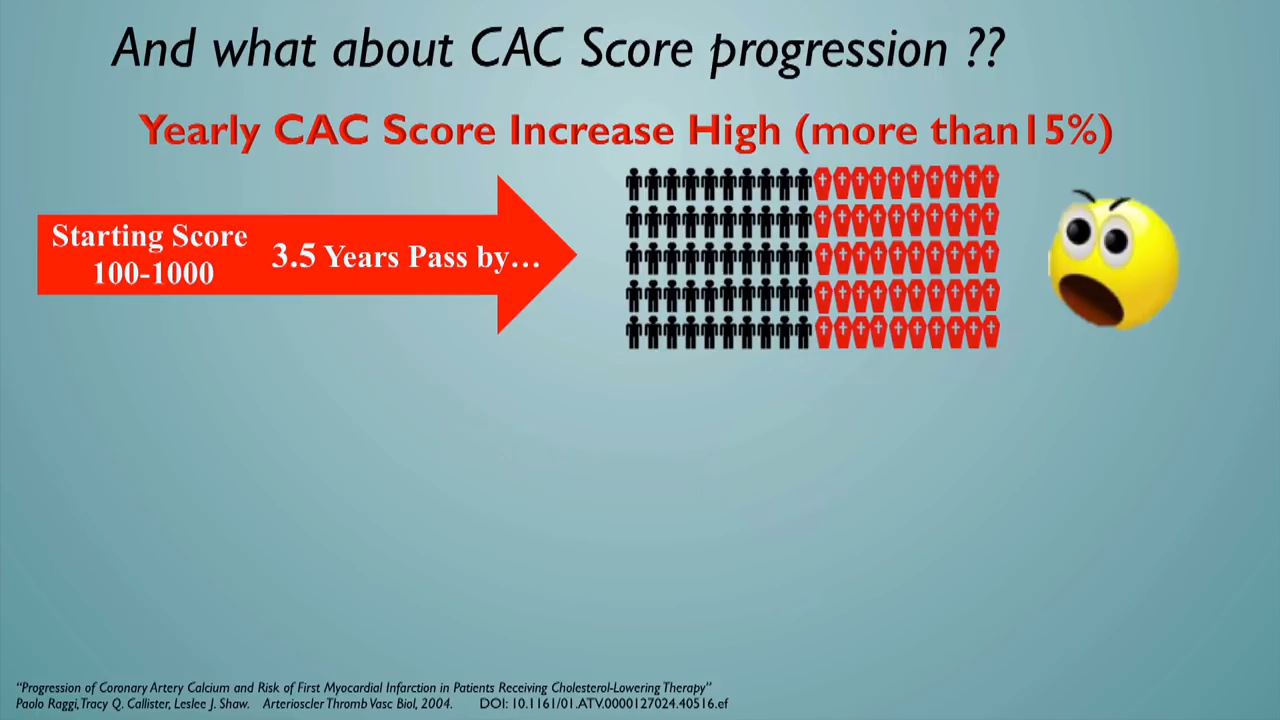 And what about CAC Score progression ??
Yearly CAC Score Increase High (more than15%)
Starting Score
100-1000
3.5 Years Pass by…
“Progression of Coronary Artery Calcium and Risk of First Myocardial Infarction in Patients Receiving Cholesterol-Lowering Therapy”
Paolo Raggi, Tracy Q. Callister, Leslee J. Shaw. Arterioscler Thromb Vasc Biol, 2004. DOI: 10.1161/01.ATV.0000127024.40516.ef